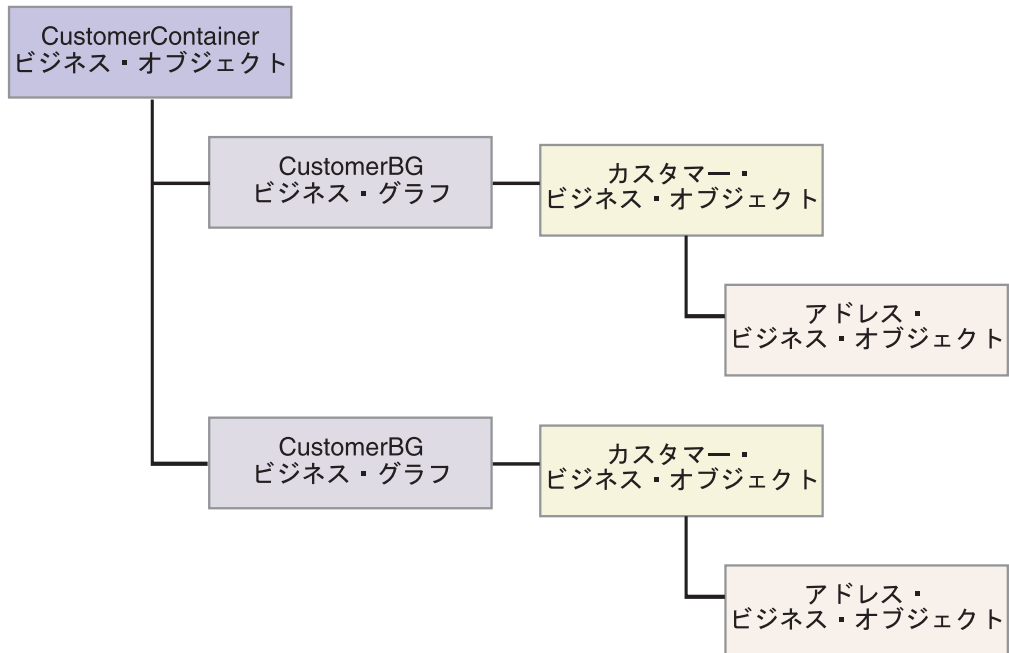 CustomerContainer
ビジネス・オブジェクト
CustomerBG
ビジネス・グラフ
カスタマー・
ビジネス・オブジェクト
アドレス・
ビジネス・オブジェクト
CustomerBG
ビジネス・グラフ
カスタマー・
ビジネス・オブジェクト
アドレス・
ビジネス・オブジェクト